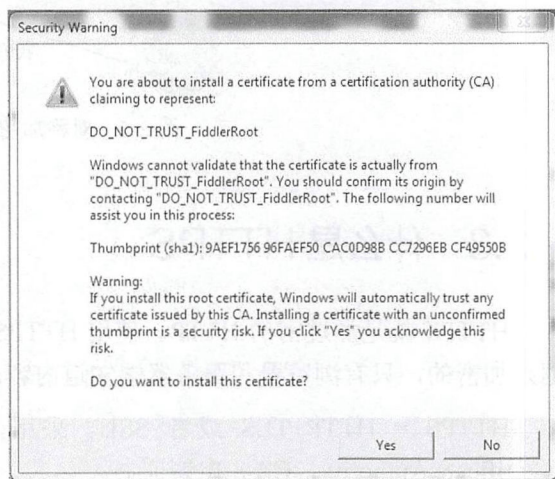 Security Warning
You are about to install a certificate from a certification authority (CA)
claiming to represent:
DO_NOT_TRUST_FiddlerRoot
Windows cannot validate that the certificate is actually from
"DO_NOT_TRUST_FiddlerRoot". You should confirm its origin by
contacting "DO_NOT_TRUST_FiddlerRoot". The following number will
assist you in this process:
Thumbprint (sha1): 9AEF1756 96FAEF50 CAC0D98B CC7296EB CF49550B
Warning:
If you install this root certificate, Windows will automatically trust any
certificate issued by this CA. Installing a certificate with an unconfirmed
thumbprint is a security risk. If you click "Yes" you acknowledge this
risk.
Do you want to install this certificate?
Yes
No